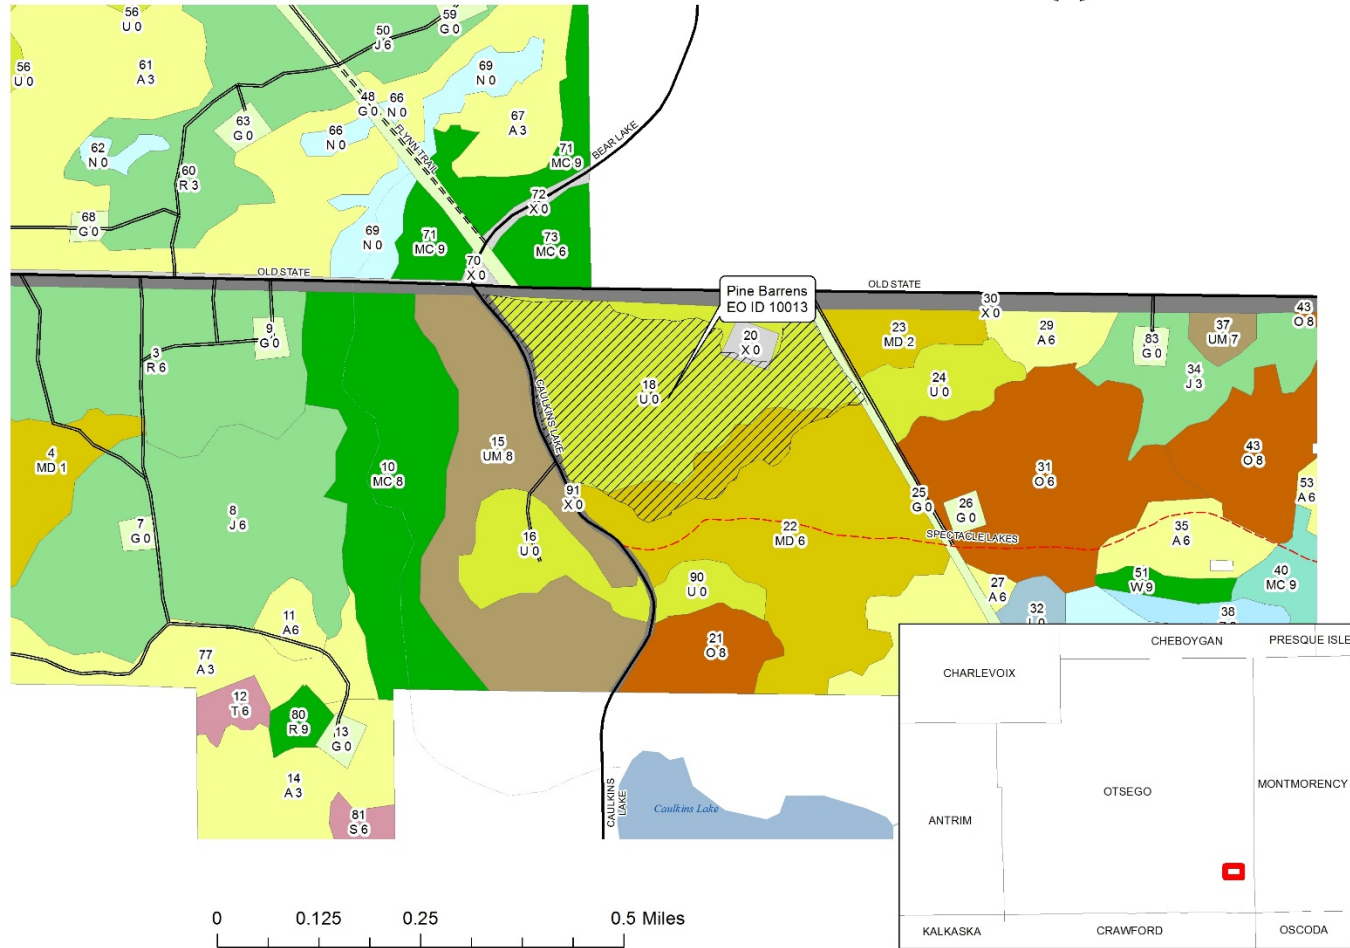 56
U 0
59
G 0
50
J 6
61
A 3
56
U 0
69
N 0
48
G 0
66
N 0
67
A 3
63
G 0
66
N 0
FLYNN TRAIL
62
N 0
71
MC 9
BEAR LAKE
60
R 3
72
X 0
68
G 0
69
N 0
71
MC 9
73
MC 6
70
X 0
OLD STATE
Pine Barrens
EO ID 10013
OLD STATE
30
X 0
43
O 8
9
G 0
20
X 0
23
MD 2
29
A 6
83
G 0
37
UM 7
3
R 6
18
U 0
24
U 0
34
J 3
CAULKINS LAKE
4
MD 1
15
UM 8
43
O 8
10
MC 8
31
O 6
53
A 6
91
X 0
25
G 0
26
G 0
8
J 6
7
G 0
16
U 0
22
MD 6
SPECTACLE LAKES
35
A 6
90
U 0
27
A 6
51
W 9
40
MC 9
32
38
11
A 6
21
O 8
77
A 3
12
T 6
80
R 9
13
G 0
14
A 3
81
S 6
CAULKINS
LAKE
Caulkins Lake
CHEBOYGAN
PRESQUE ISLE
CHARLEVOIX
OTSEGO
MONTMORENCY
ANTRIM
KALKASKA
CRAWFORD
OSCODA
0
0.125
0.25
0.5 Miles